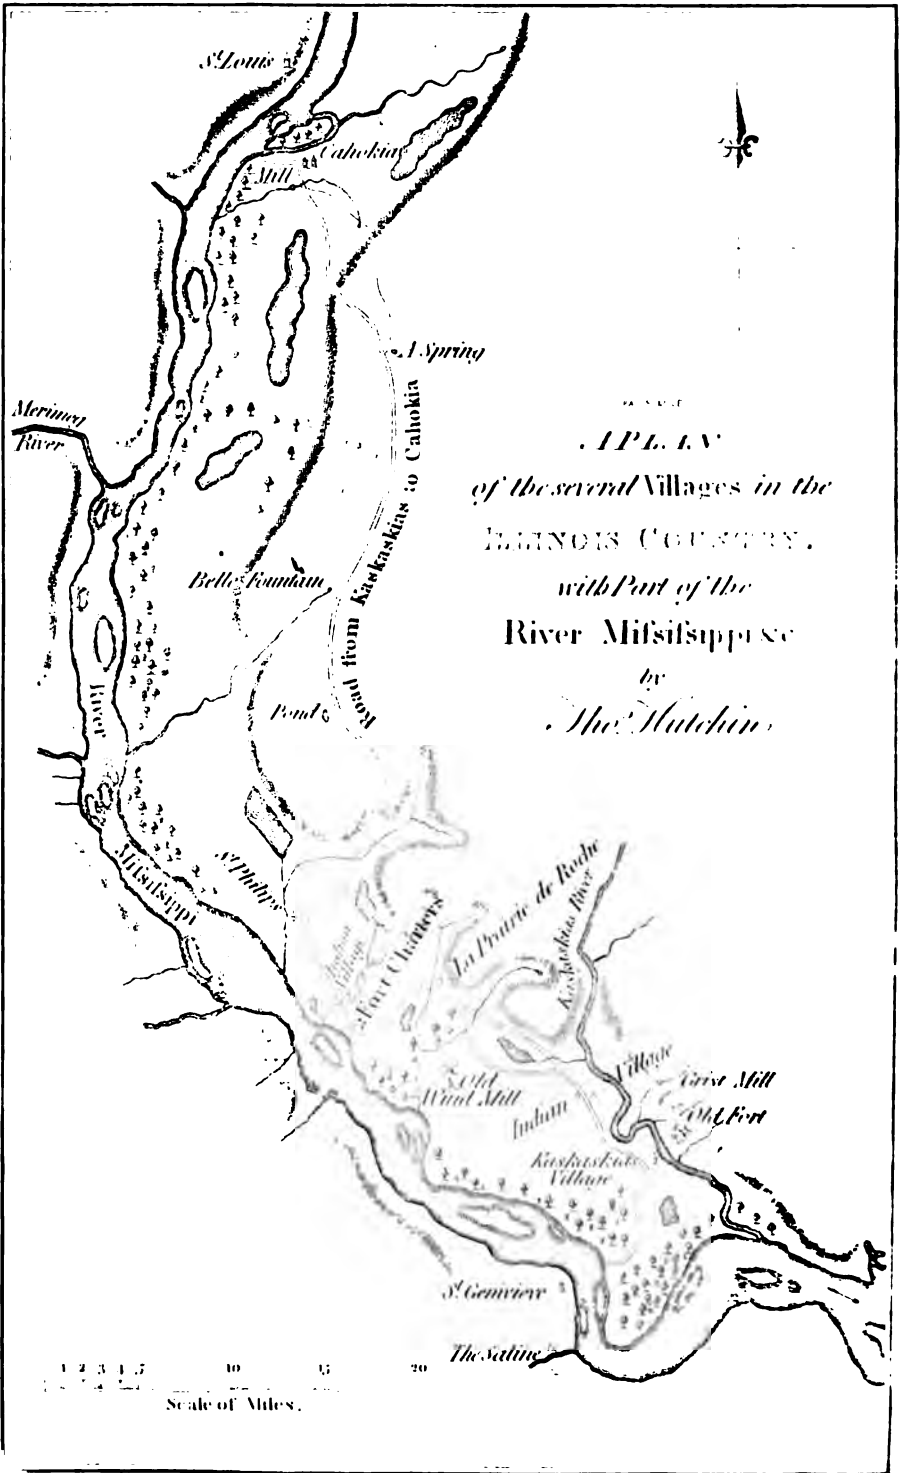 St. Louis
Cahokia
Mill
A Spring
Merimeg
River
Road from Kaskaskias to Cahokia
A PLAN
of the several Villages in the
ILLINOIS COUNTRY,
with Part of the
River Miſsiſsippi &c
by
Thos. Hutchins
Belle Fountain
Pond
River
Miſsiſsippi
St. Philips
Indian
Village
Fort Chartres
La Prairie de Roche
Kaskaskia River
Old
Wind Mill
Indian Village
Grist Mill
Old Fort
Kaskaskias
Village
St. Genevieve
The Saline
1 2 3 4 5 10 15 20
Scale of Miles.